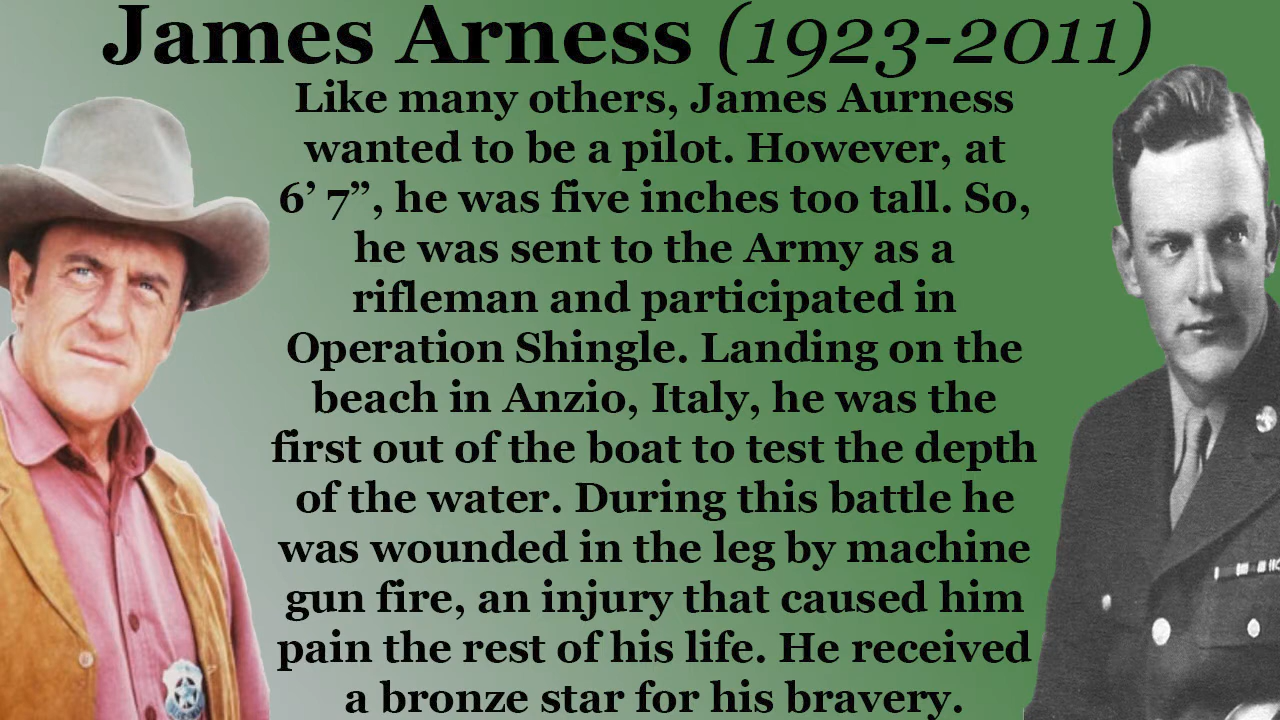 James Arness (1923-2011)
Like many others, James Aurness
wanted to be a pilot. However, at
6’ 7”, he was five inches too tall. So,
he was sent to the Army as a
rifleman and participated in
Operation Shingle. Landing on the
beach in Anzio, Italy, he was the
first out of the boat to test the depth
of the water. During this battle he
was wounded in the leg by machine
gun fire, an injury that caused him
pain the rest of his life. He received
a bronze star for his bravery.